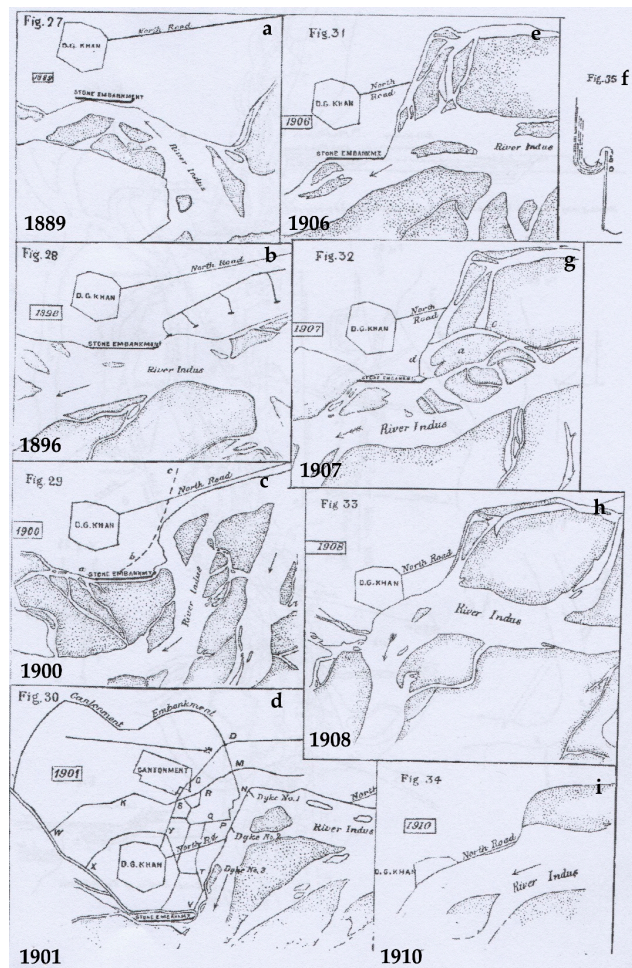 Fig. 27
a
D.G. KHAN
North Road
1889
STONE EMBANKMENT
River Indus
1889
Fig. 28
b
North Road
D.G. KHAN
STONE EMBANKMENT
River Indus
1896
Fig. 29
c
c
North Road
D.G. KHAN
1900
b
a
STONE EMBANKMT
River Indus
1900
Fig. 30
d
Cantonment Embankment
D
1901
CANTONMENT
G
M
K
R
S
N
Dyke No.1
North
W
Q
P
River Indus
Y
Dyke No.2
North Rd.
X
D.G. KHAN
T
Dyke No.3
V
STONE EMBANKMT
1901
Fig. 31
e
North Road
D.G. KHAN
1906
River Indus
STONE EMBANKMT
1906
Fig. 35
f
Fig. 32
g
North Road
1907
D.G. KHAN
c
a
d
River Indus
1907
Fig 33
h
1908
North Road
D.G. KHAN
River Indus
1908
Fig 34
i
1910
North Road
D.G. KHAN
River Indus
1910